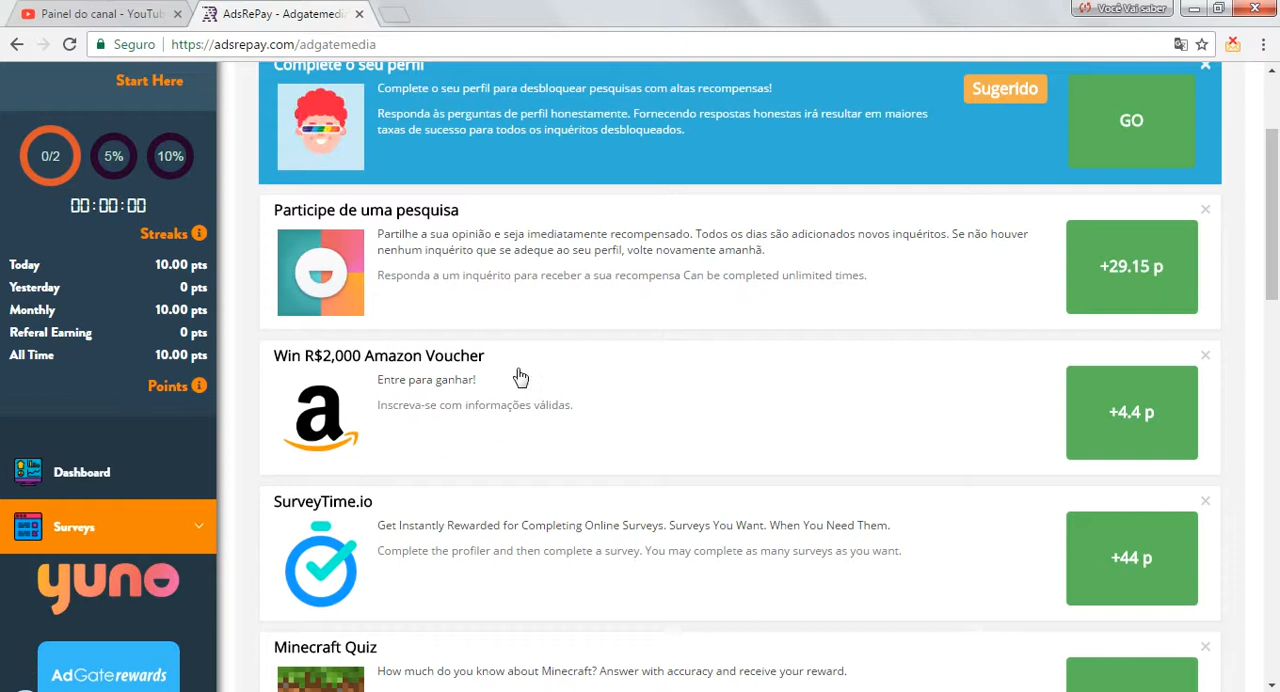 Painel do canal - YouTub
AdsRePay - Adgatemedia
Você Vai saber
Seguro
https://adsrepay.com/adgatemedia
Start Here
0/2
5%
10%
00:00:00
Streaks
Today 10.00 pts
Yesterday 0 pts
Monthly 10.00 pts
Referal Earning 0 pts
All Time 10.00 pts
Points
Dashboard
Surveys
yuno
AdGate rewards
Complete o seu perfil
Complete o seu perfil para desbloquear pesquisas com altas recompensas!
Responda às perguntas de perfil honestamente. Fornecendo respostas honestas irá resultar em maiores
taxas de sucesso para todos os inquéritos desbloqueados.
Sugerido
GO
Participe de uma pesquisa
Partilhe a sua opinião e seja imediatamente recompensado. Todos os dias são adicionados novos inquéritos. Se não houver
nenhum inquérito que se adeque ao seu perfil, volte novamente amanhã.
Responda a um inquérito para receber a sua recompensa Can be completed unlimited times.
+29.15 p
Win R$2,000 Amazon Voucher
Entre para ganhar!
Inscreva-se com informações válidas.
a
+4.4 p
SurveyTime.io
Get Instantly Rewarded for Completing Online Surveys. Surveys You Want. When You Need Them.
Complete the profiler and then complete a survey. You may complete as many surveys as you want.
+44 p
Minecraft Quiz
How much do you know about Minecraft? Answer with accuracy and receive your reward.